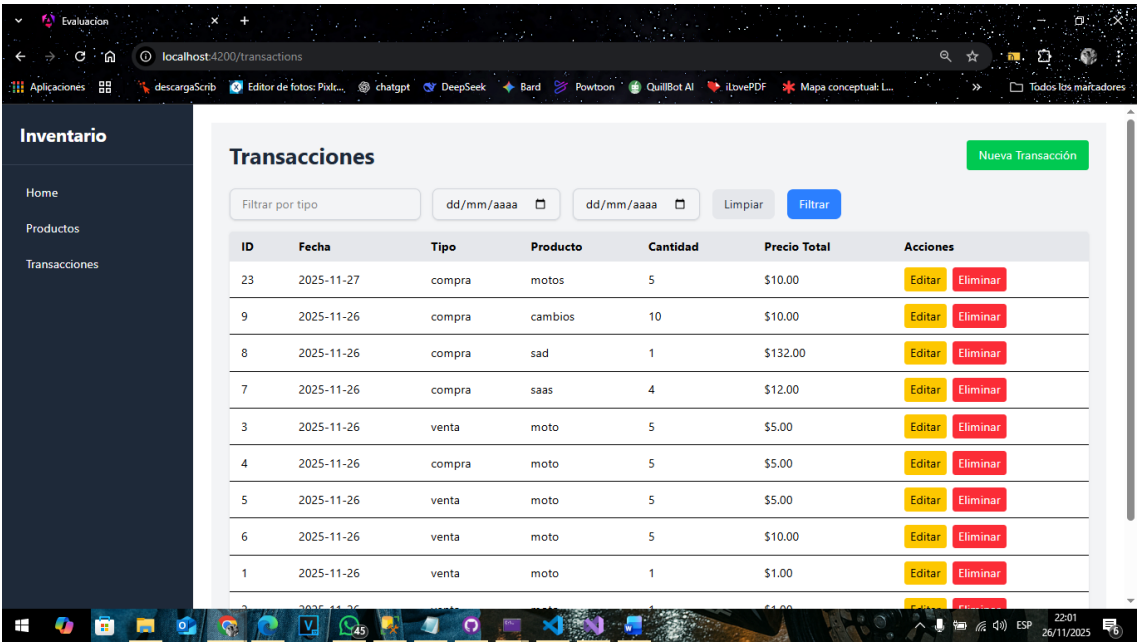 Evaluacion
localhost:4200/transactions
Aplicaciones descargaScrib Editor de fotos: Pixlr... chatgpt DeepSeek Bard Powtoon QuillBot AI iLovePDF Mapa conceptual: L... » Todos los marcadores
Inventario
Home
Productos
Transacciones
Transacciones Nueva Transacción
Filtrar por tipo dd/mm/aaaa dd/mm/aaaa Limpiar Filtrar
ID Fecha Tipo Producto Cantidad Precio Total Acciones
23 2025-11-27 compra motos 5 $10.00 Editar Eliminar
9 2025-11-26 compra cambios 10 $10.00 Editar Eliminar
8 2025-11-26 compra sad 1 $132.00 Editar Eliminar
7 2025-11-26 compra saas 4 $12.00 Editar Eliminar
3 2025-11-26 venta moto 5 $5.00 Editar Eliminar
4 2025-11-26 compra moto 5 $5.00 Editar Eliminar
5 2025-11-26 venta moto 5 $5.00 Editar Eliminar
6 2025-11-26 venta moto 5 $10.00 Editar Eliminar
1 2025-11-26 venta moto 1 $1.00 Editar Eliminar
45 ESP 22:01
26/11/2025 6